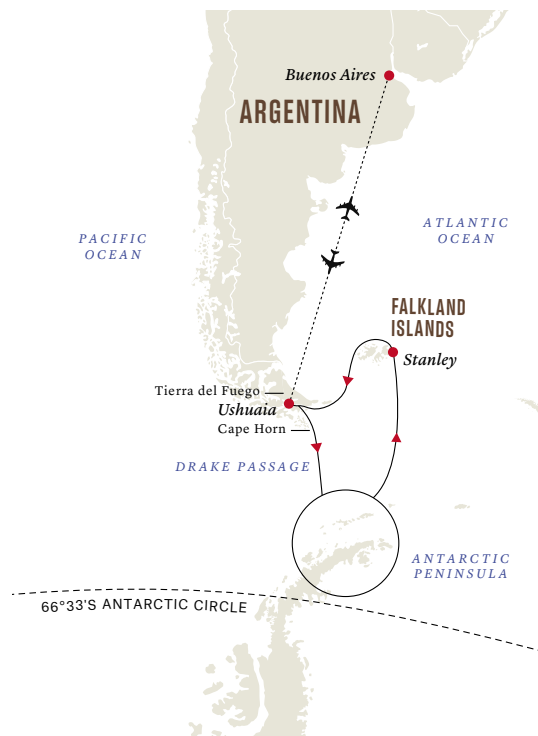 Buenos Aires
ARGENTINA
PACIFIC
OCEAN
ATLANTIC
OCEAN
FALKLAND
ISLANDS
Stanley
Tierra del Fuego
Ushuaia
Cape Horn
DRAKE PASSAGE
ANTARCTIC
PENINSULA
66°33'S ANTARCTIC CIRCLE